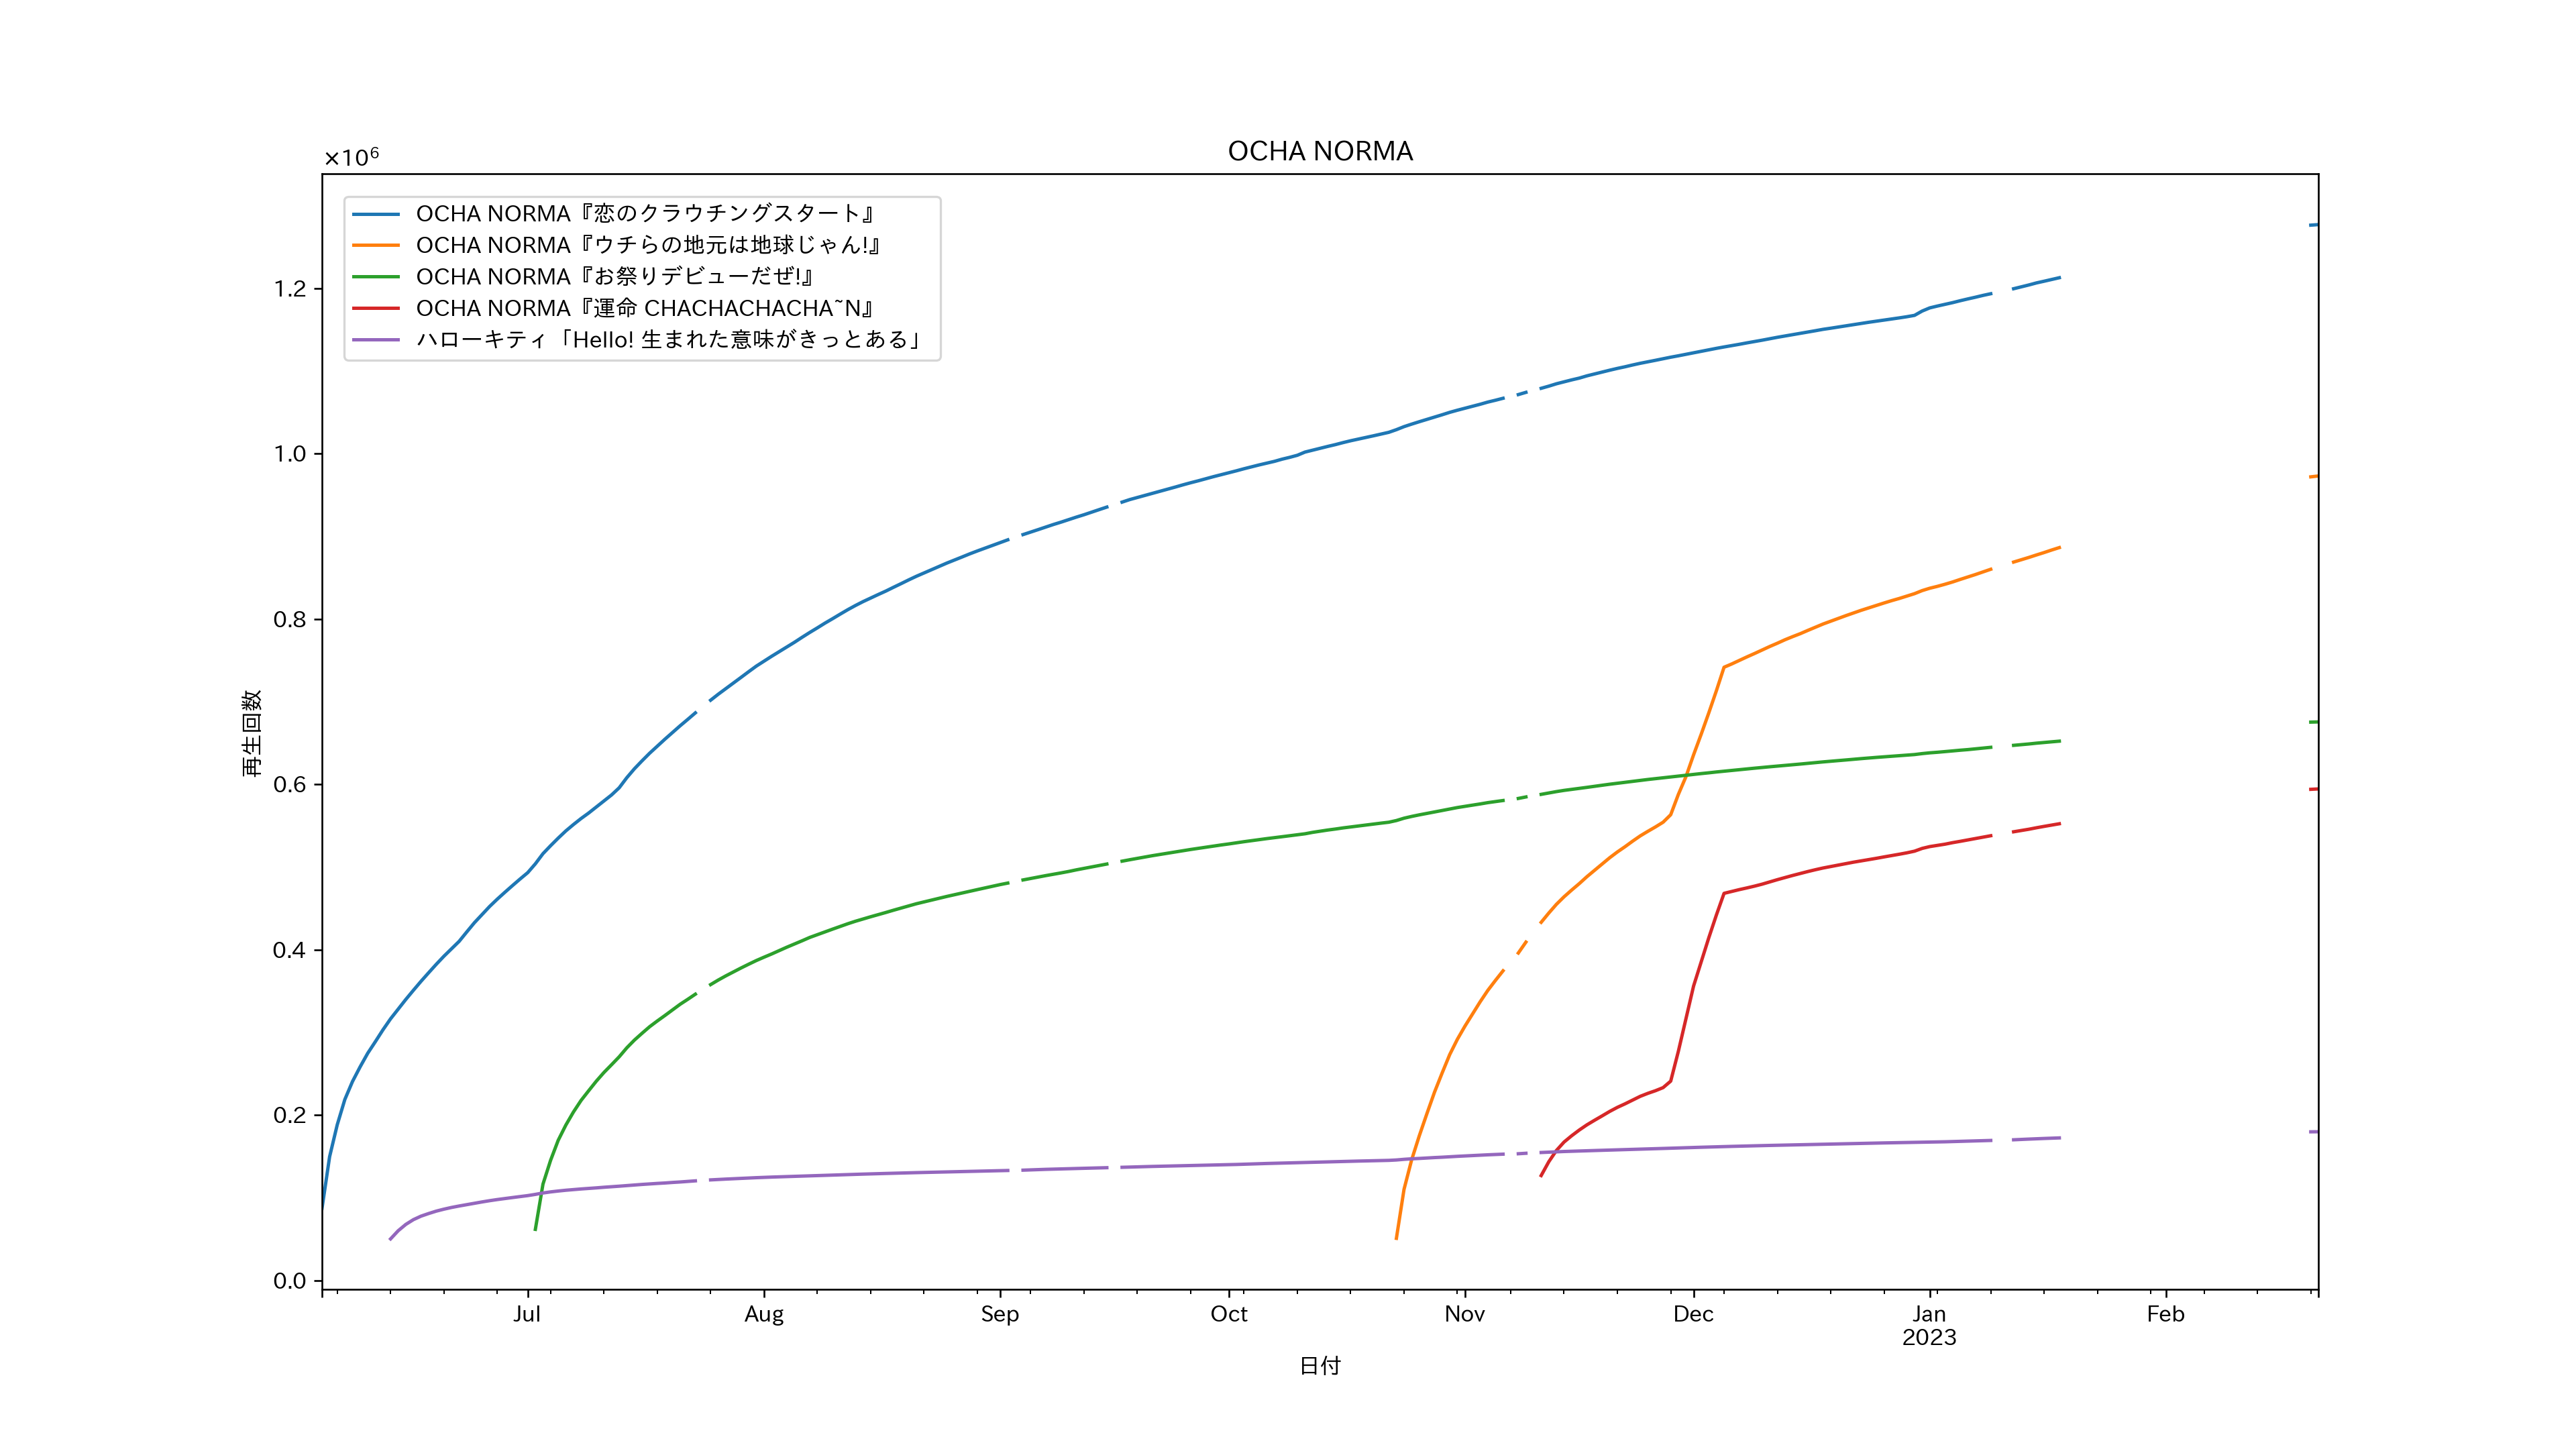 OCHA NORMA
×10⁶
OCHA NORMA『恋のクラウチングスタート』
OCHA NORMA『ウチらの地元は地球じゃん!』
OCHA NORMA『お祭りデビューだぜ!』
OCHA NORMA『運命 CHACHACHACHA~N』
ハローキティ「Hello! 生まれた意味がきっとある」
1.2
1.0
0.8
0.6
0.4
0.2
0.0
再生回数
Jul Aug Sep Oct Nov Dec Jan Feb
2023
日付